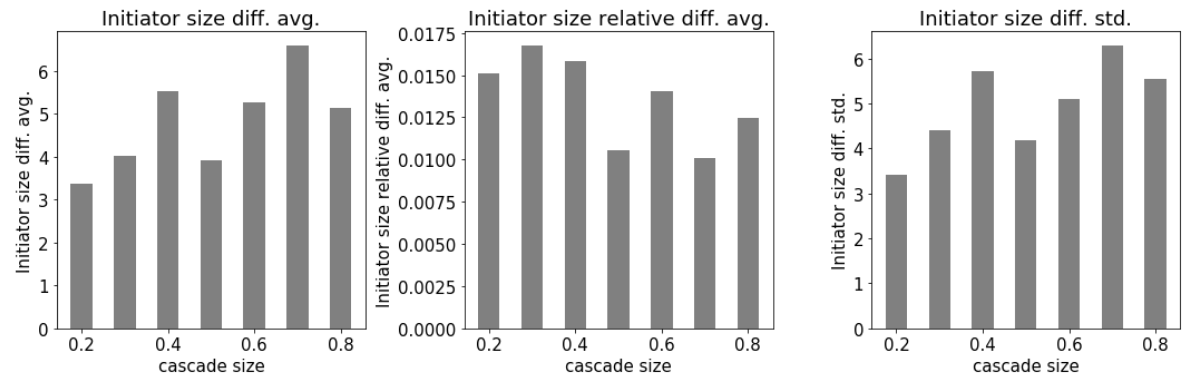 Initiator size diff. avg.
Initiator size diff. avg.
6
5
4
3
2
1
0
0.2 0.4 0.6 0.8
cascade size
Initiator size relative diff. avg.
Initiator size relative diff. avg.
0.0175
0.0150
0.0125
0.0100
0.0075
0.0050
0.0025
0.0000
0.2 0.4 0.6 0.8
cascade size
Initiator size diff. std.
Initiator size diff. std.
6
5
4
3
2
1
0
0.2 0.4 0.6 0.8
cascade size